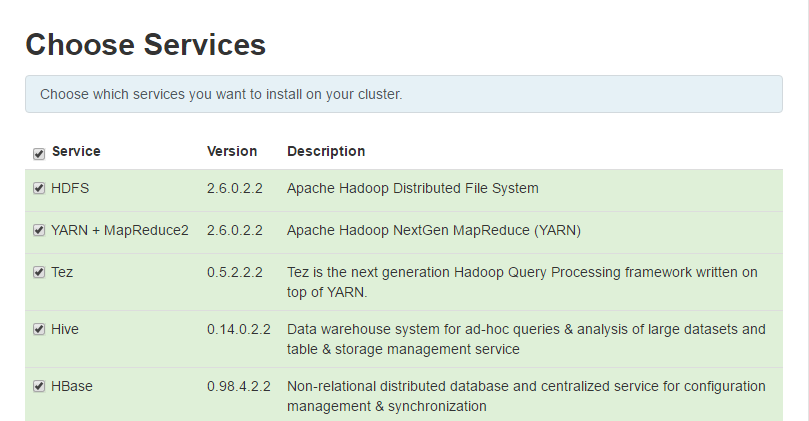 Choose Services
Choose which services you want to install on your cluster.
Service Version Description
HDFS 2.6.0.2.2 Apache Hadoop Distributed File System
YARN + MapReduce2 2.6.0.2.2 Apache Hadoop NextGen MapReduce (YARN)
Tez 0.5.2.2.2 Tez is the next generation Hadoop Query Processing framework written on
top of YARN.
Hive 0.14.0.2.2 Data warehouse system for ad-hoc queries & analysis of large datasets and
table & storage management service
HBase 0.98.4.2.2 Non-relational distributed database and centralized service for configuration
management & synchronization